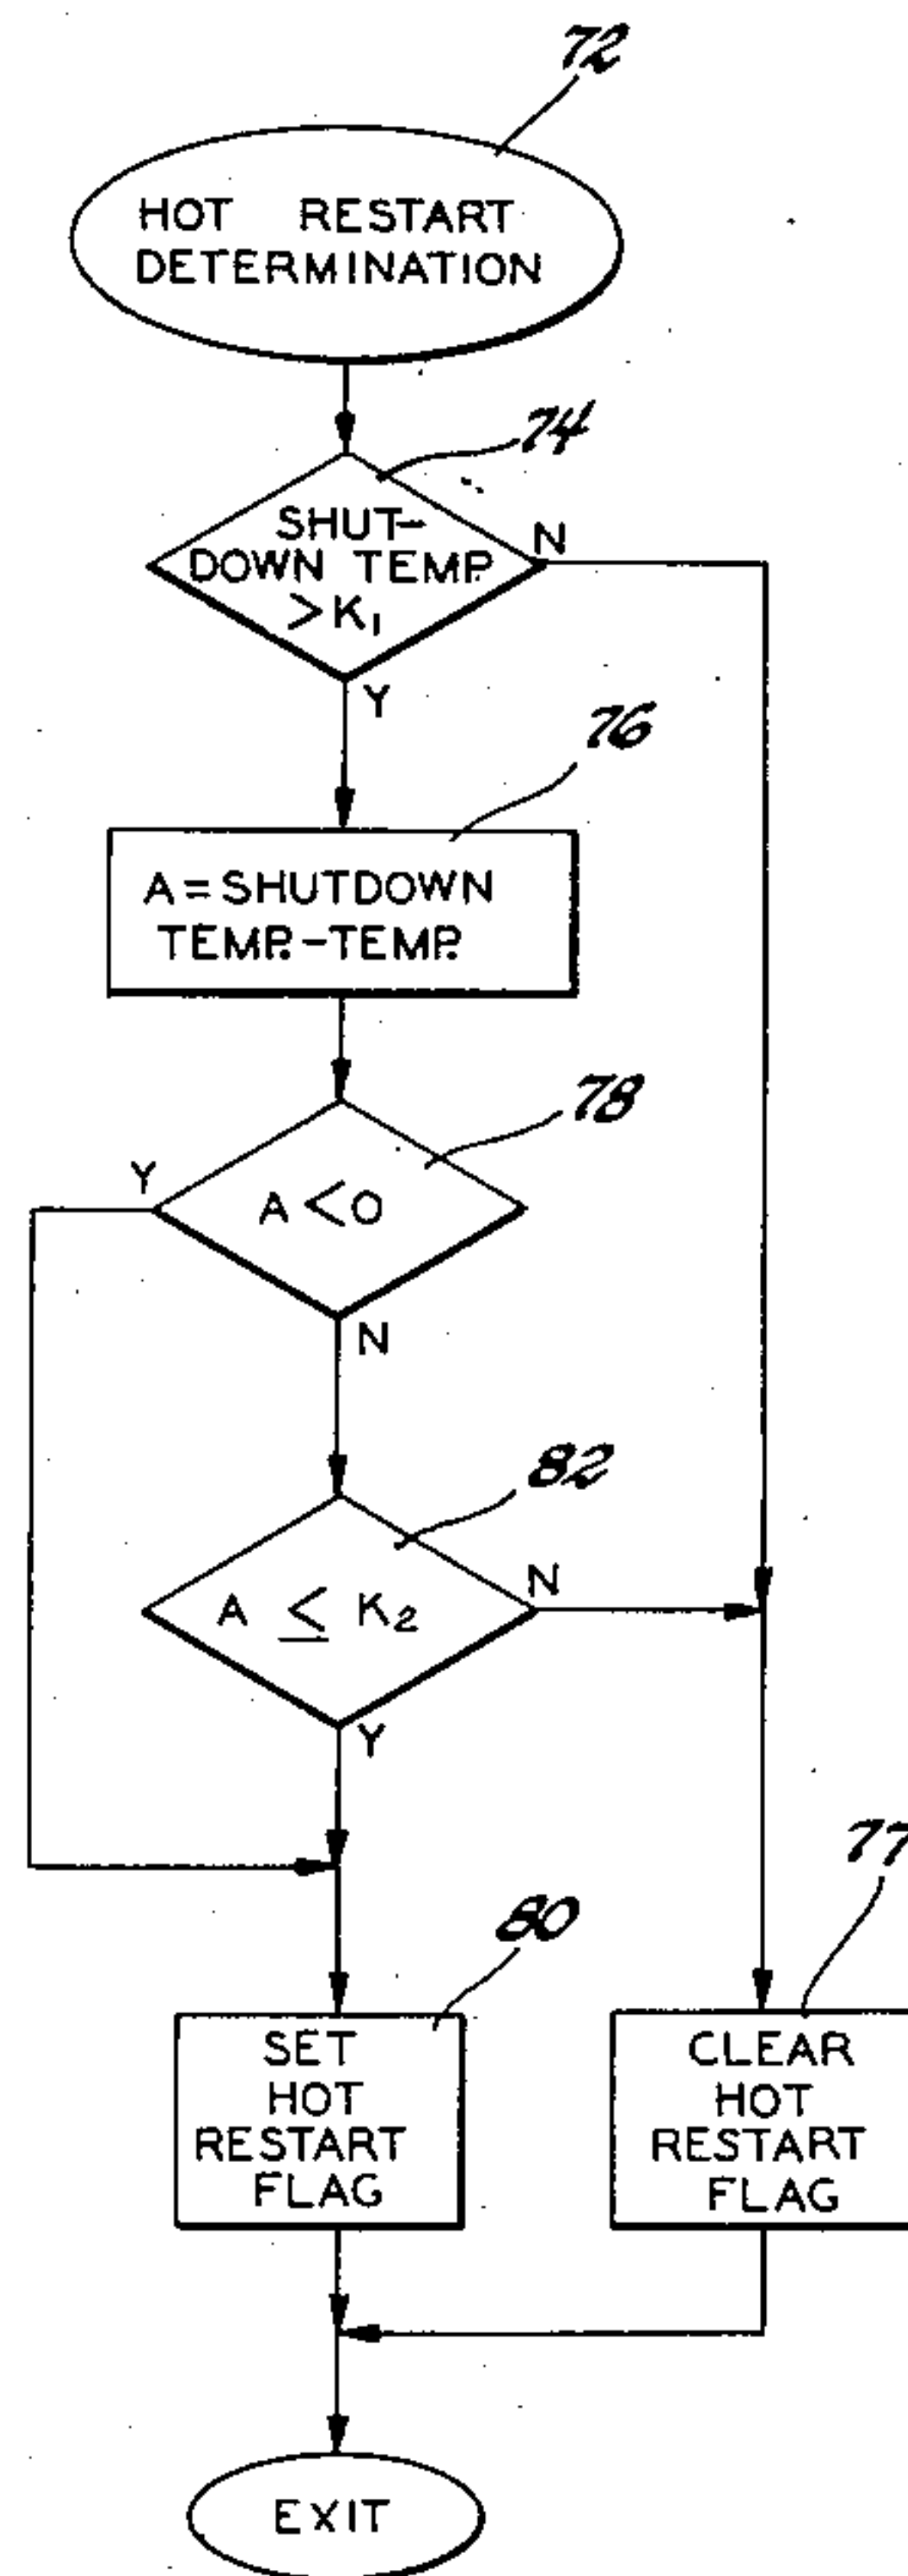 72
HOT RESTART
DETERMINATION
74
SHUT-
DOWN TEMP.
>K₁
N
Y
76
A=SHUTDOWN
TEMP.-TEMP.
78
Y
A<0
N
82
A ≤ K₂
N
Y
77
80
SET
HOT
RESTART
FLAG
CLEAR
HOT
RESTART
FLAG
EXIT